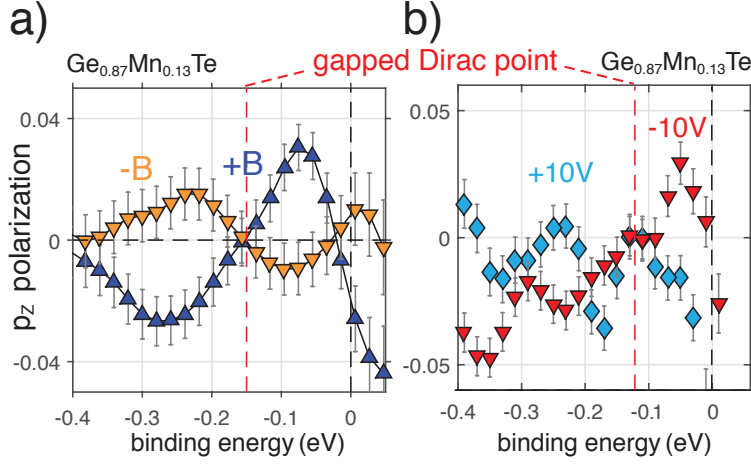 a)
b)
Ge0.87Mn0.13Te
gapped Dirac point
Ge0.87Mn0.13Te
-B
+B
+10V
-10V
pZ polarization
0.04
0
-0.04
0.05
0
-0.05
-0.4 -0.3 -0.2 -0.1 0
-0.4 -0.3 -0.2 -0.1 0
binding energy (eV)
binding energy (eV)